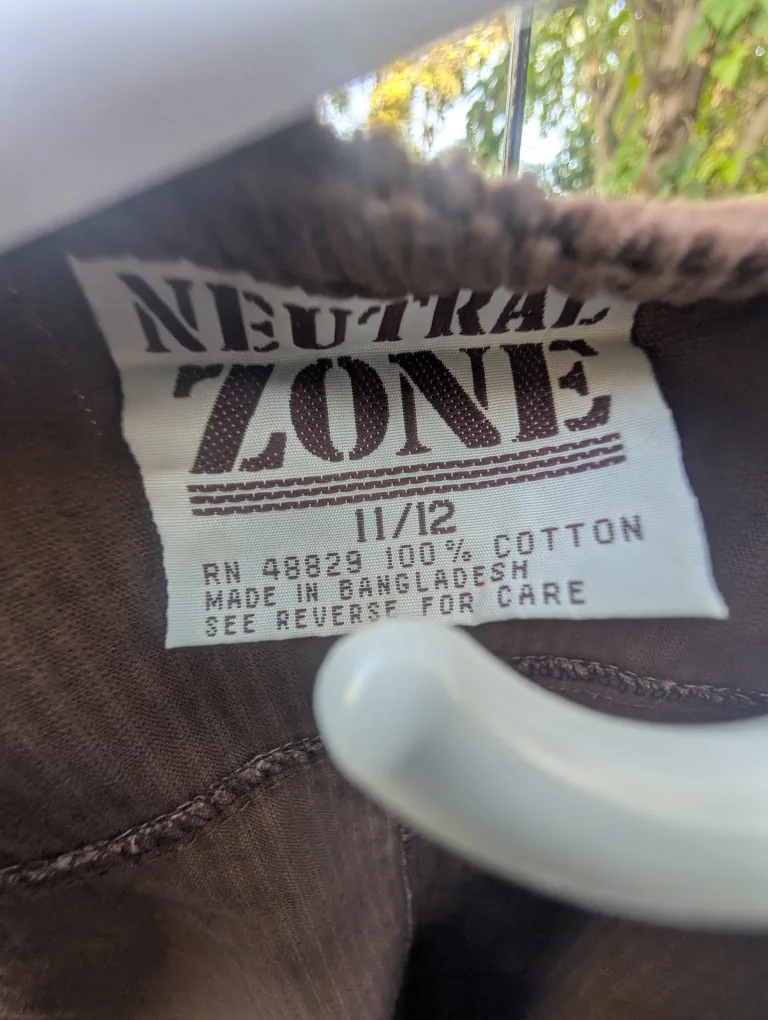 NEUTRAL
ZONE
11/12
RN 48829 100% COTTON
MADE IN BANGLADESH
SEE REVERSE FOR CARE